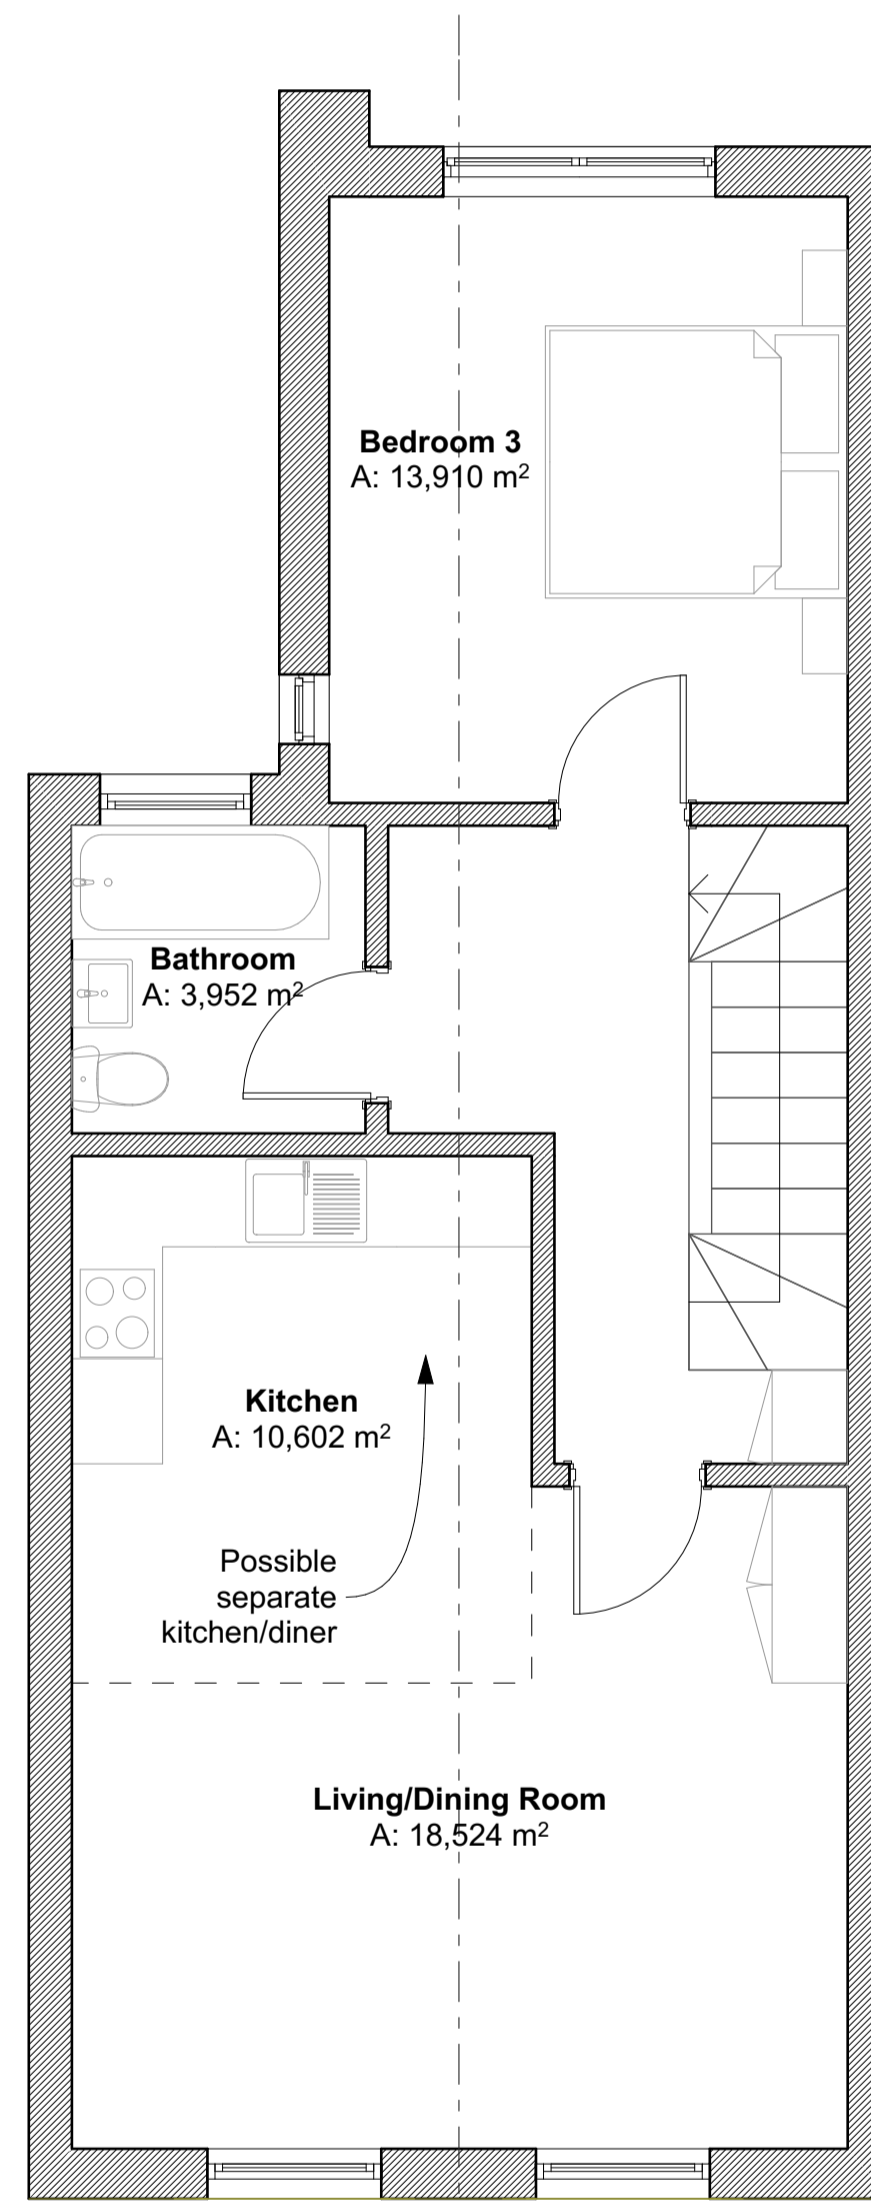 Bedroom 3
A: 13,910 m²
Bathroom
A: 3,952 m²
Kitchen
A: 10,602 m²
Possible
separate
kitchen/diner
Living/Dining Room
A: 18,524 m²